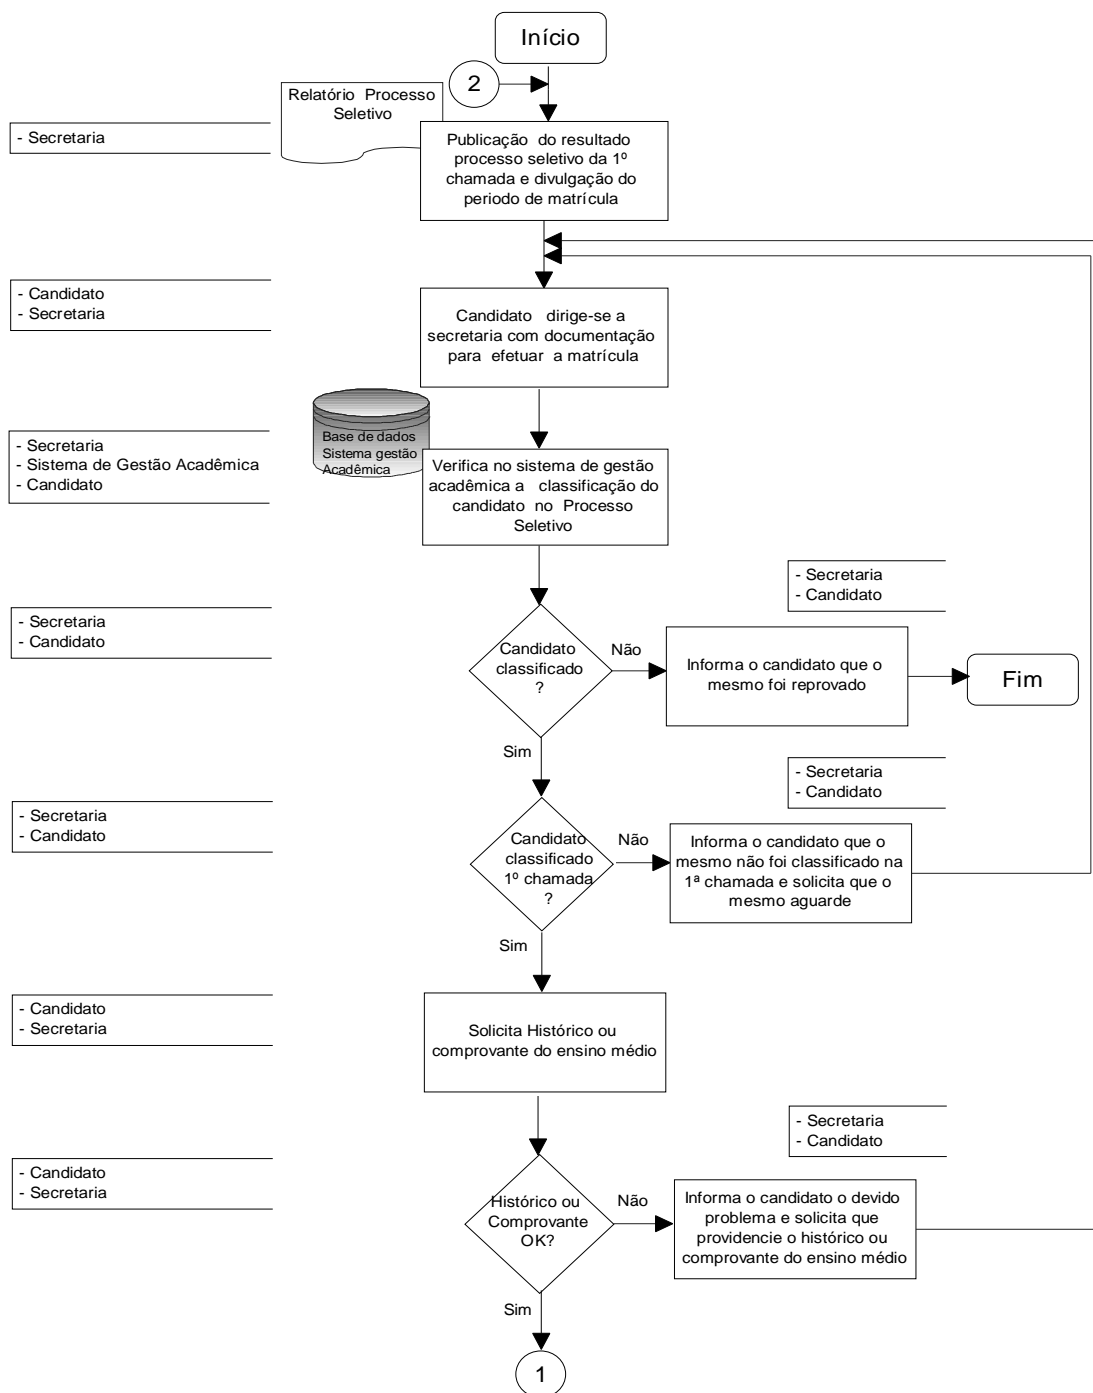 Início
2
Relatório Processo
Seletivo
- Secretaria
Publicação do resultado
processo seletivo da 1º
chamada e divulgação do
periodo de matrícula
- Candidato
- Secretaria
Candidato dirige-se a
secretaria com documentação
para efetuar a matrícula
Base de dados
Sistema gestão
Acadêmica
- Secretaria
- Sistema de Gestão Acadêmica
- Candidato
Verifica no sistema de gestão
acadêmica a classificação do
candidato no Processo
Seletivo
- Secretaria
- Candidato
- Secretaria
- Candidato
Candidato
classificado
?
Não
Informa o candidato que o
mesmo foi reprovado
Fim
Sim
- Secretaria
- Candidato
- Secretaria
- Candidato
Candidato
classificado
1º chamada
?
Não
Informa o candidato que o
mesmo não foi classificado na
1ª chamada e solicita que o
mesmo aguarde
Sim
- Candidato
- Secretaria
Solicita Histórico ou
comprovante do ensino médio
- Secretaria
- Candidato
- Candidato
- Secretaria
Histórico ou
Comprovante
OK?
Não
Informa o candidato o devido
problema e solicita que
providencie o histórico ou
comprovante do ensino médio
Sim
1